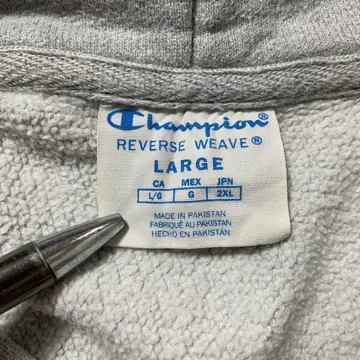 Champion®
REVERSE WEAVE®
LARGE
CA MEX JPN
L/G G 2XL
MADE IN PAKISTAN
FABRIQUÉ AU PAKISTAN
HECHO EN PAKISTAN